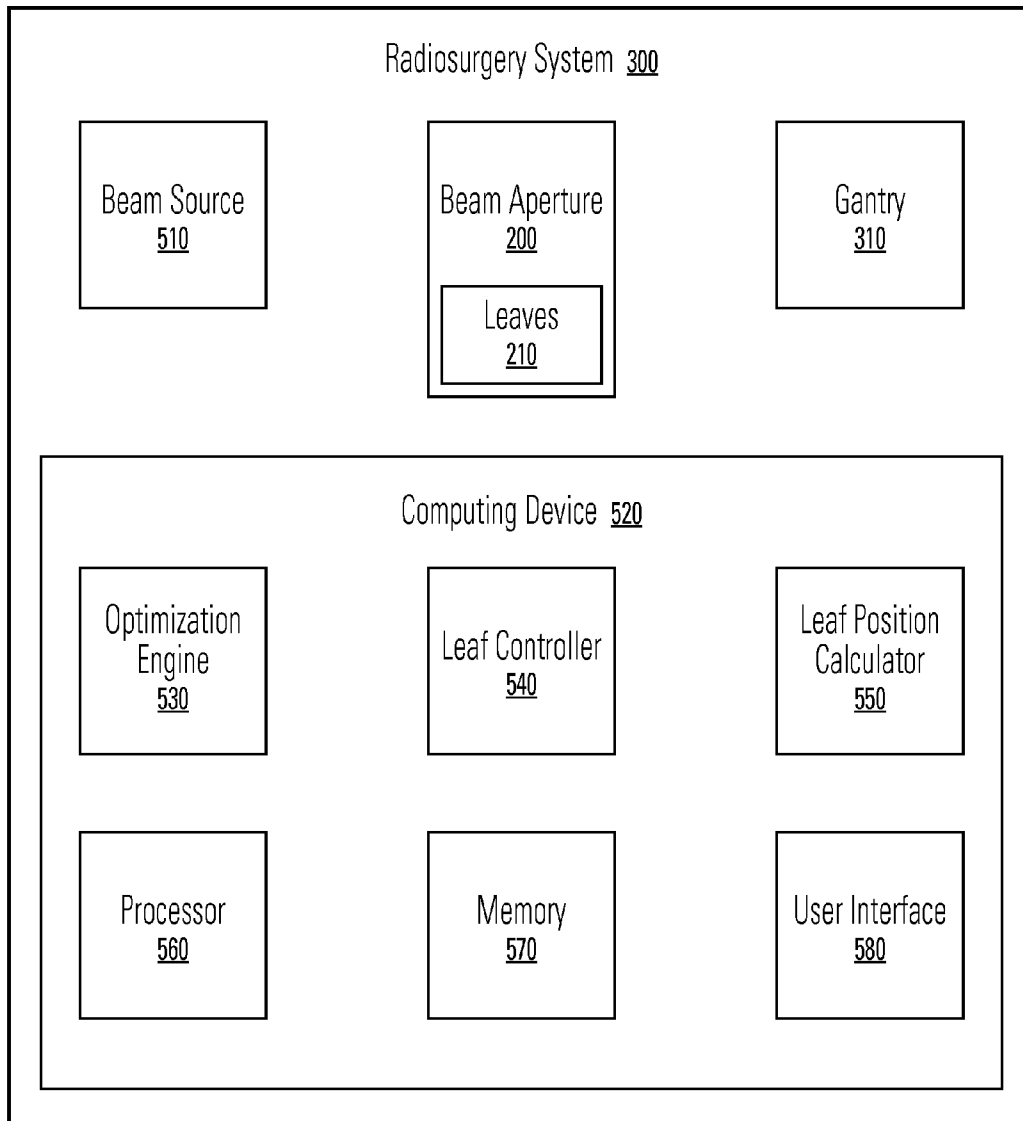 Radiosurgery System 300
Beam Source
510
Beam Aperture
200
Leaves
210
Gantry
310
Computing Device 520
Optimization
Engine
530
Leaf Controller
540
Leaf Position
Calculator
550
Processor
560
Memory
570
User Interface
580